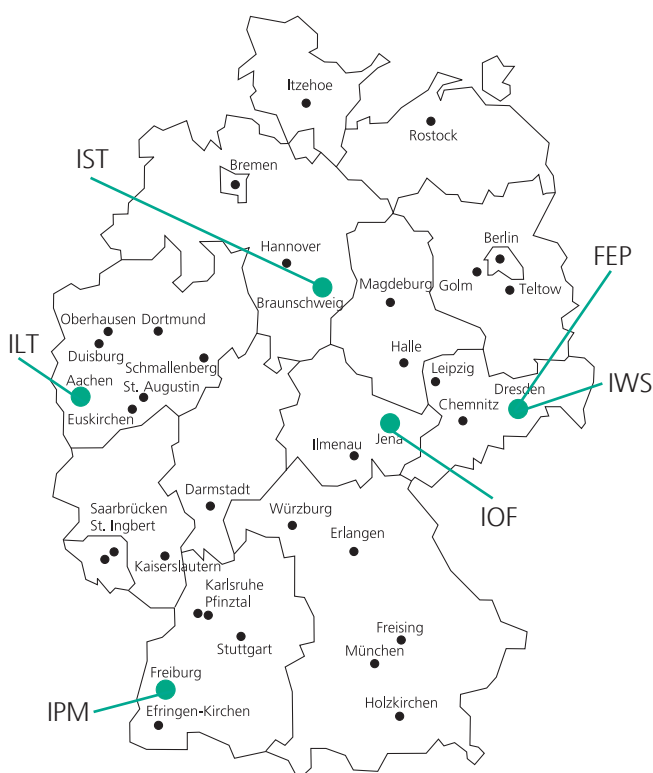 Itzehoe
Rostock
IST
Bremen
Berlin
Hannover
FEP
Magdeburg
Golm
Teltow
Braunschweig
Oberhausen
Dortmund
ILT
Duisburg
Schmallenberg
Halle
Leipzig
Aachen
St. Augustin
Dresden
IWS
Euskirchen
Chemnitz
Jena
Ilmenau
Darmstadt
IOF
Würzburg
Saarbrücken
St. Ingbert
Erlangen
Kaiserslautern
Karlsruhe
Pfinztal
Stuttgart
Freising
München
Freiburg
IPM
Efringen-Kirchen
Holzkirchen